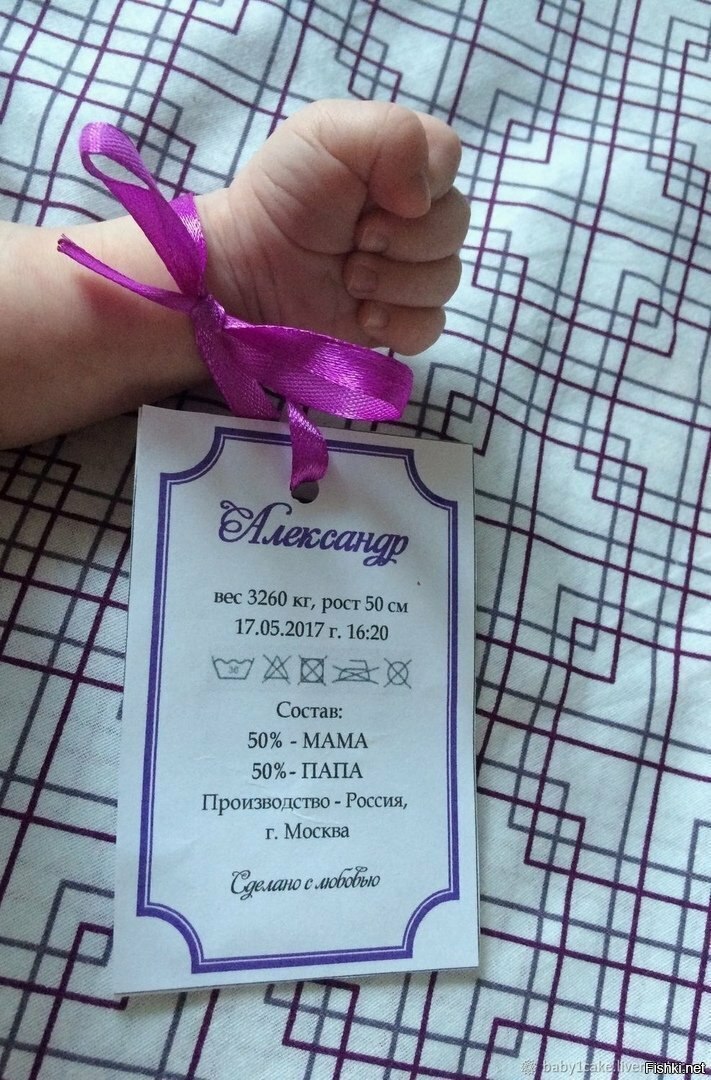 Александр
вес 3260 кг, рост 50 см
17.05.2017 г. 16:20
30
Состав:
50% - МАМА
50%- ПАПА
Производство - Россия,
г. Москва
Сделано с любовью
Fishki.net